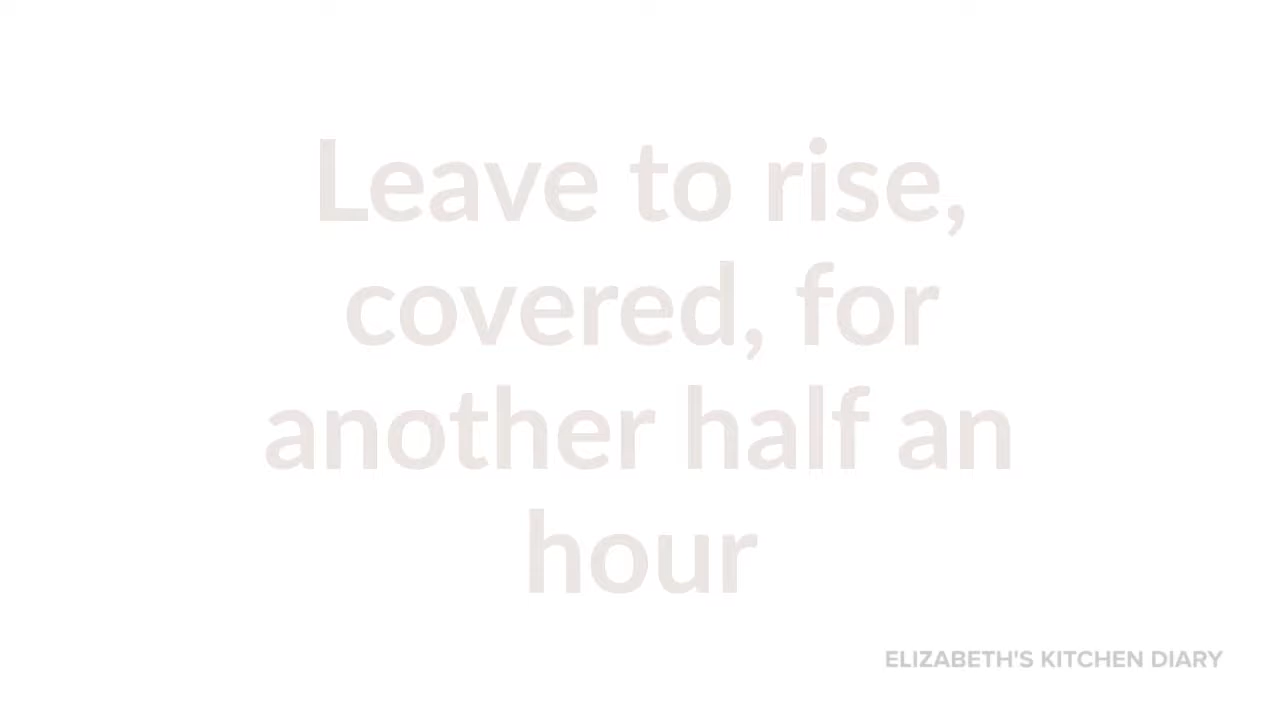 Leave to rise,
covered, for
another half an
hour
ELIZABETH'S KITCHEN DIARY